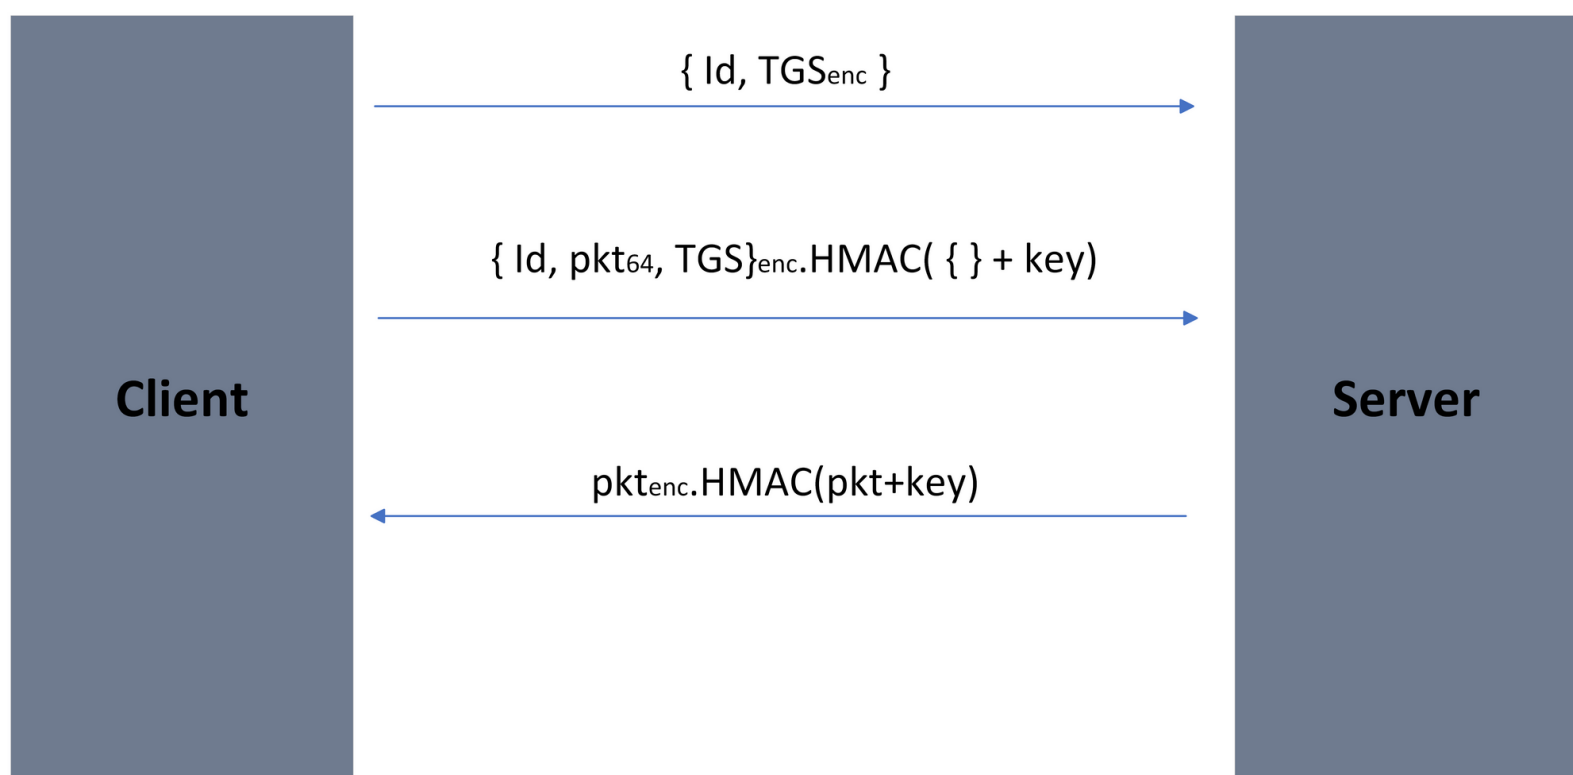 { Id, TGSenc }
{ Id, pkt64, TGS}enc.HMAC( { } + key)
Client
Server
pktenc.HMAC(pkt+key)